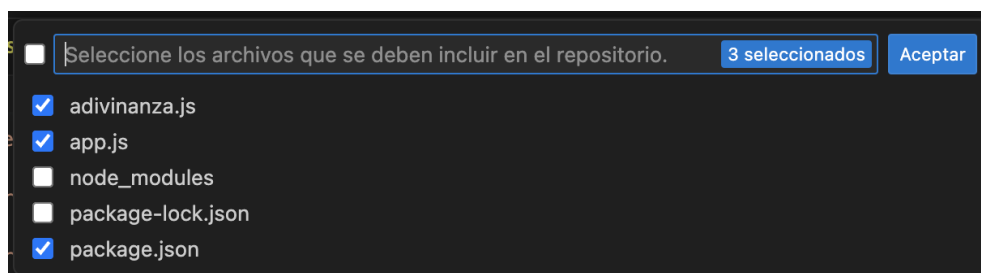 Seleccione los archivos que se deben incluir en el repositorio. 3 seleccionados Aceptar
adivinanza.js
app.js
node_modules
package-lock.json
package.json